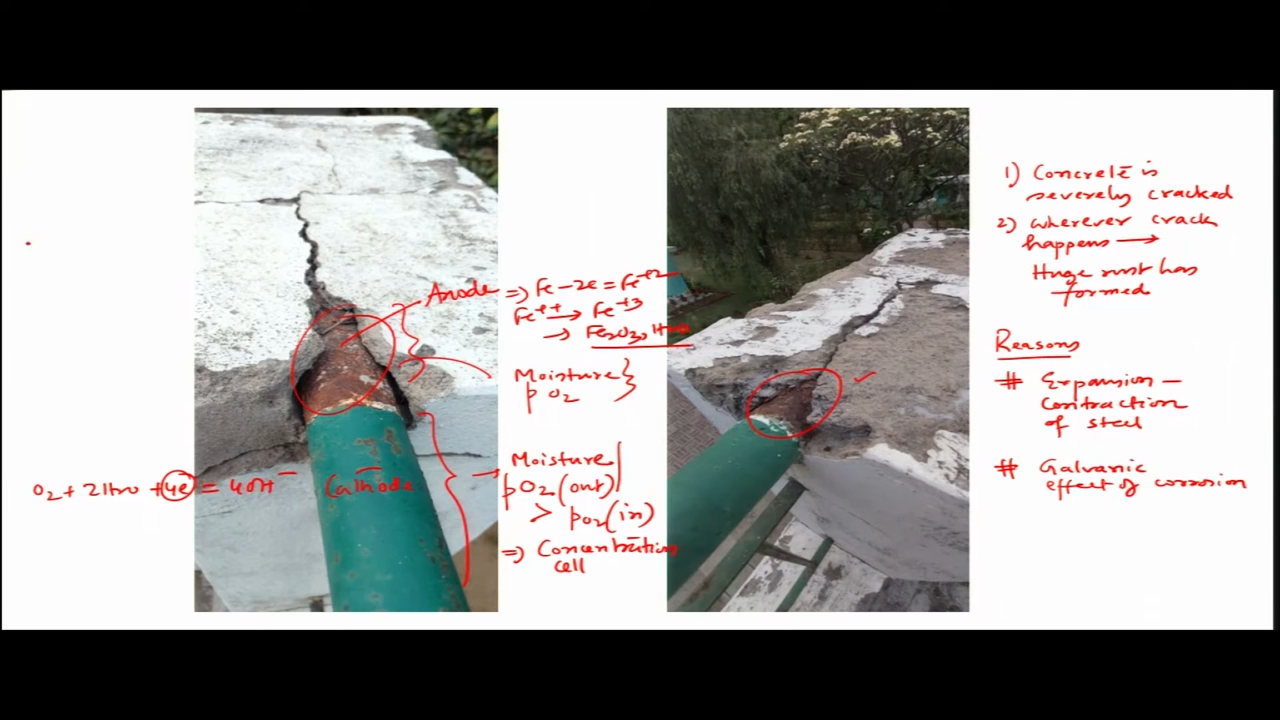 Anode ⇒ Fe - 2e = Fe+2
Fe++ → Fe+3
→ Fe2O3, H2O
Moisture }
pO2
O2 + 2H2O + 4e = 4OH-
Cathode
→ Moisture
pO2 (out)
> pO2 (in)
⇒ Concentration
cell
1) Concrete is
severely cracked
2) wherever crack
happens →
Huge rust has
formed
Reasons
# Expansion -
contraction
of steel
# Galvanic
effect of corrosion